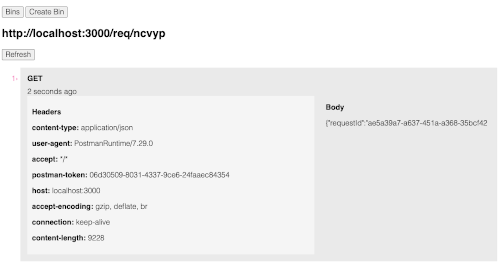 Bins Create Bin
http://localhost:3000/req/ncvyp
Refresh
1-
GET
2 seconds ago
Headers
content-type: application/json
user-agent: PostmanRuntime/7.29.0
accept: */*
postman-token: 06d30509-8031-4337-9ce6-24faaec84354
host: localhost:3000
accept-encoding: gzip, deflate, br
connection: keep-alive
content-length: 9228
Body
{"requestId":"ae5a39a7-a637-451a-a368-35bcf42